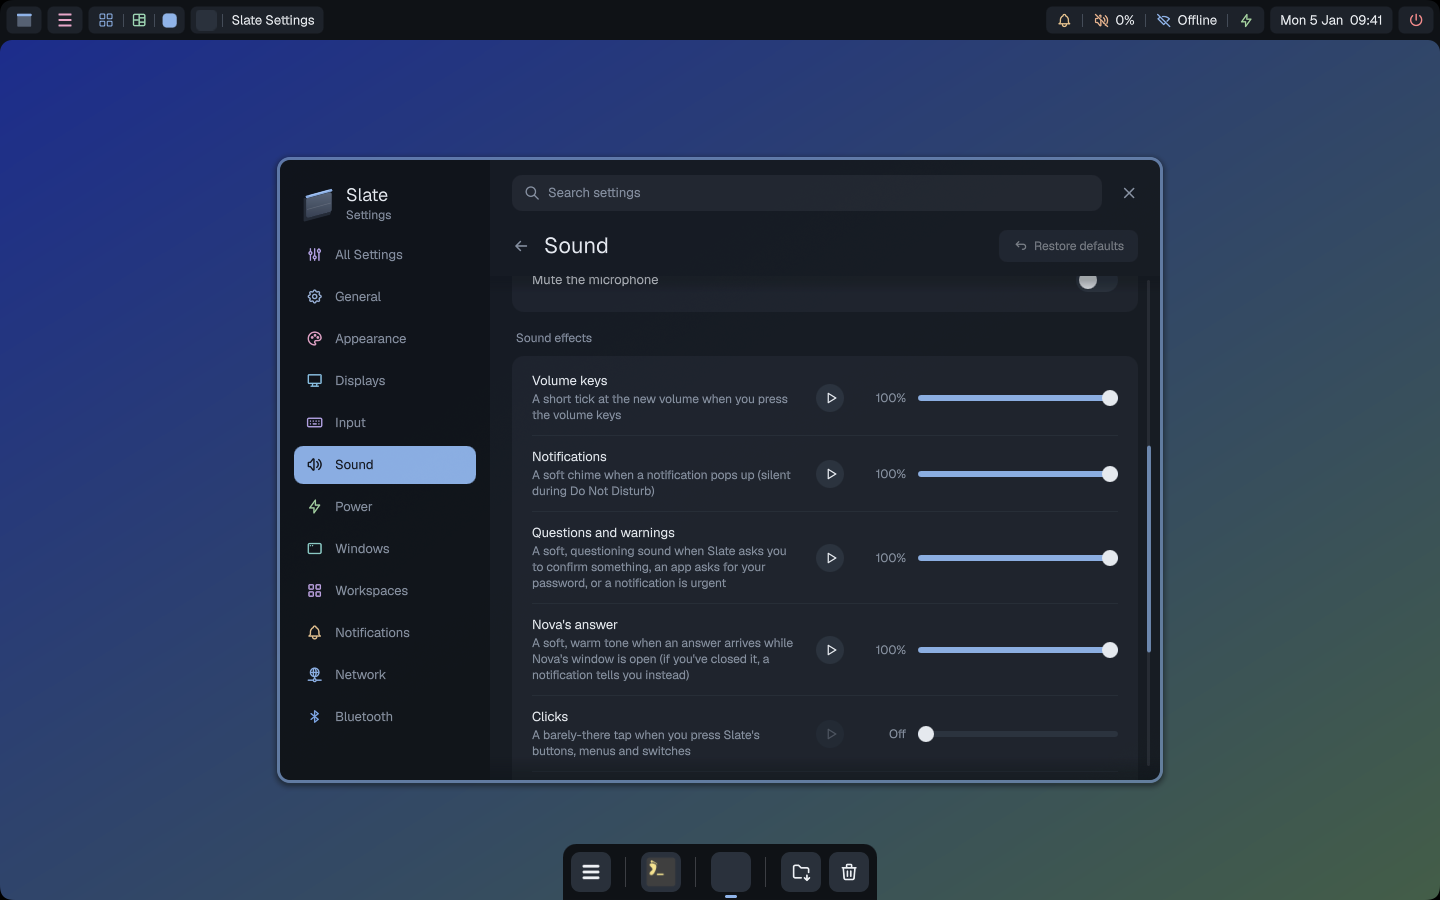 Slate Settings
0%
Offline
Mon 5 Jan 09:41
Slate
Settings
Search settings
Sound
Restore defaults
All Settings
General
Appearance
Displays
Input
Sound
Power
Windows
Workspaces
Notifications
Network
Bluetooth
Mute the microphone
Sound effects
Volume keys
A short tick at the new volume when you press
the volume keys
100%
Notifications
A soft chime when a notification pops up (silent
during Do Not Disturb)
100%
Questions and warnings
A soft, questioning sound when Slate asks you
to confirm something, an app asks for your
password, or a notification is urgent
100%
Nova's answer
A soft, warm tone when an answer arrives while
Nova's window is open (if you've closed it, a
notification tells you instead)
100%
Clicks
A barely-there tap when you press Slate's
buttons, menus and switches
Off